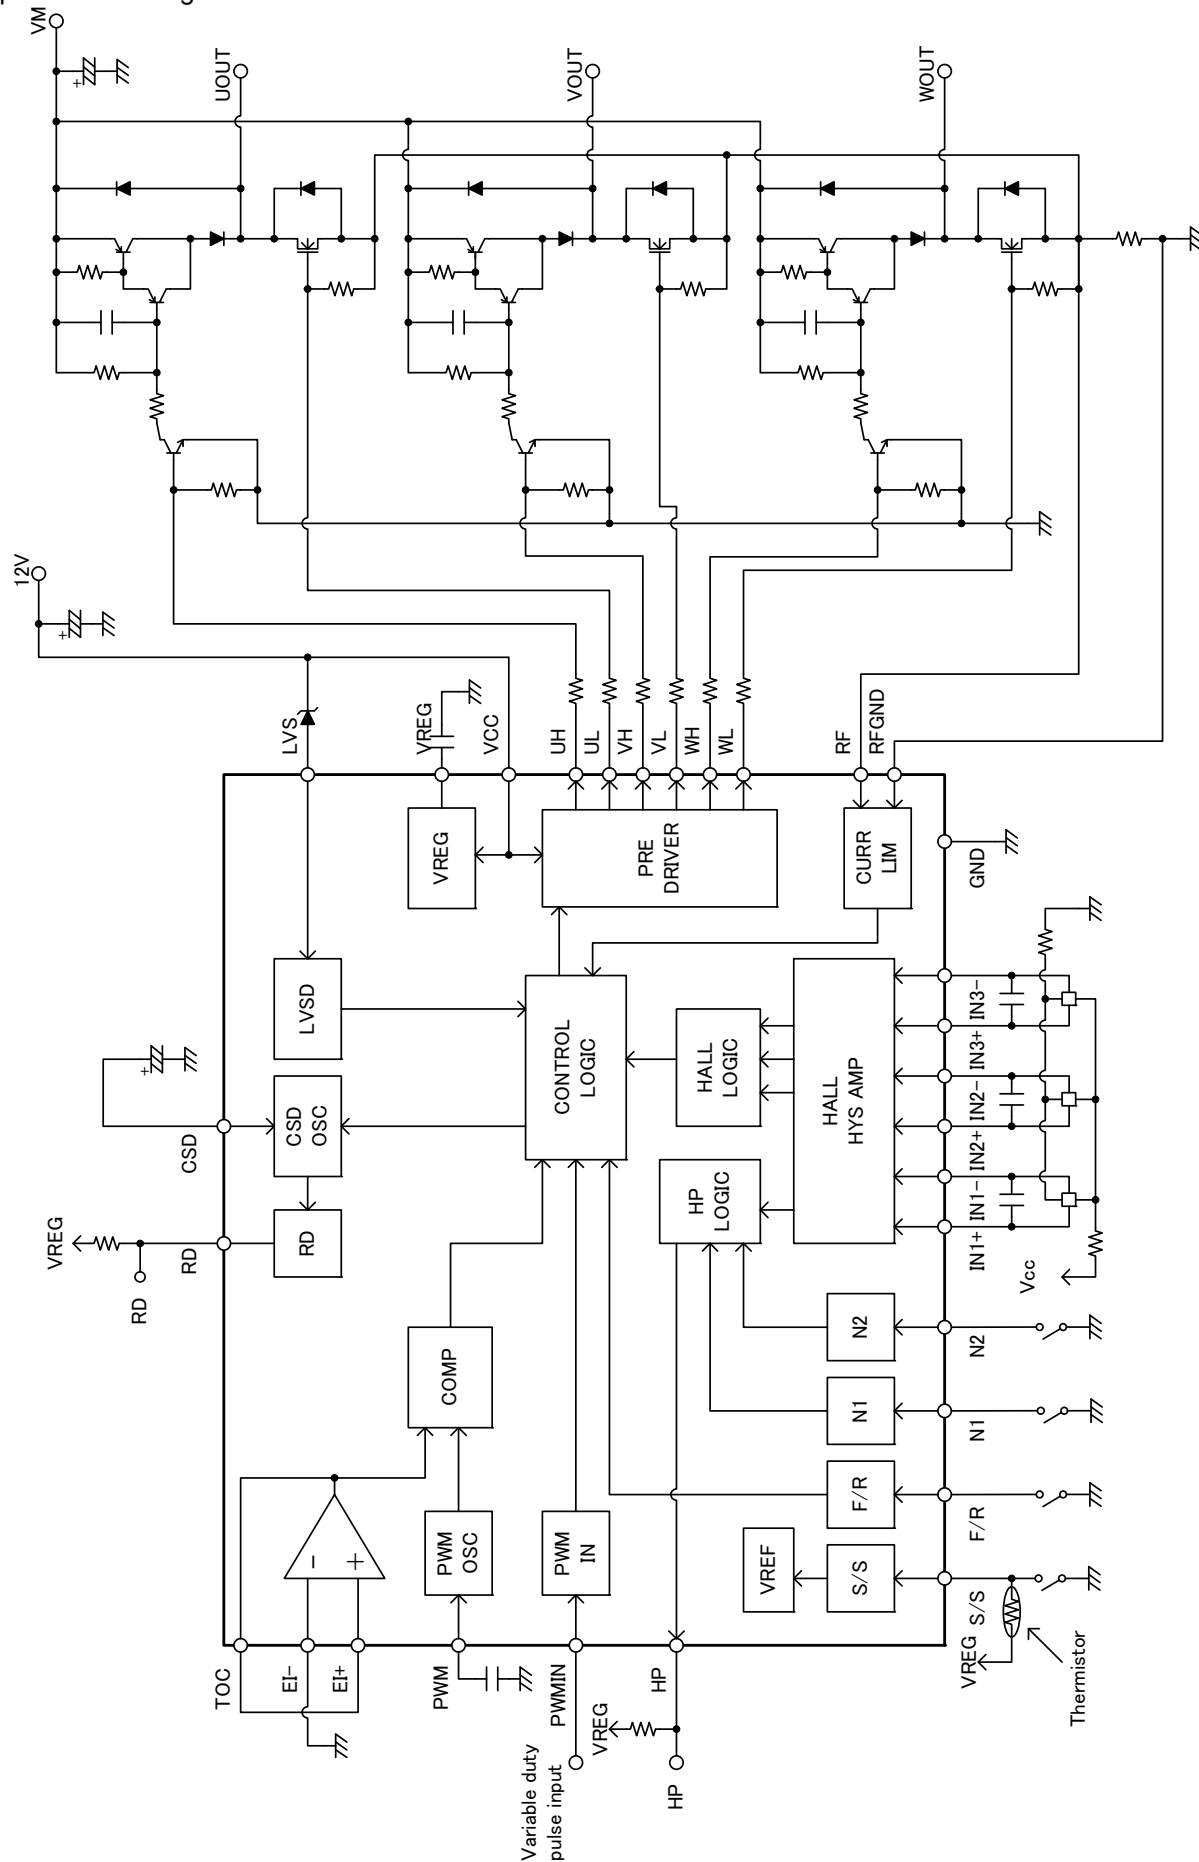 VM
UOUT
VOUT
WOUT
12V
+
+
LVS
VREG
VCC
UH
UL
VH
VL
WH
WL
RF
RFGND
VREG
PRE
DRIVER
CURR
LIM
GND
LVSD
CONTROL
LOGIC
HALL
LOGIC
HALL
HYS AMP
IN3-
IN3+
IN2-
IN2+
IN1-
IN1+
+
CSD
CSD
OSC
HP
LOGIC
VREG
RD
RD
RD
Vcc
COMP
N2
N2
N1
N1
F/R
F/R
-
+
PWM
OSC
PWM
IN
VREF
S/S
S/S
VREG
Thermistor
TOC
EI-
EI+
PWM
PWMIN
HP
VREG
Variable duty
pulse input
HP